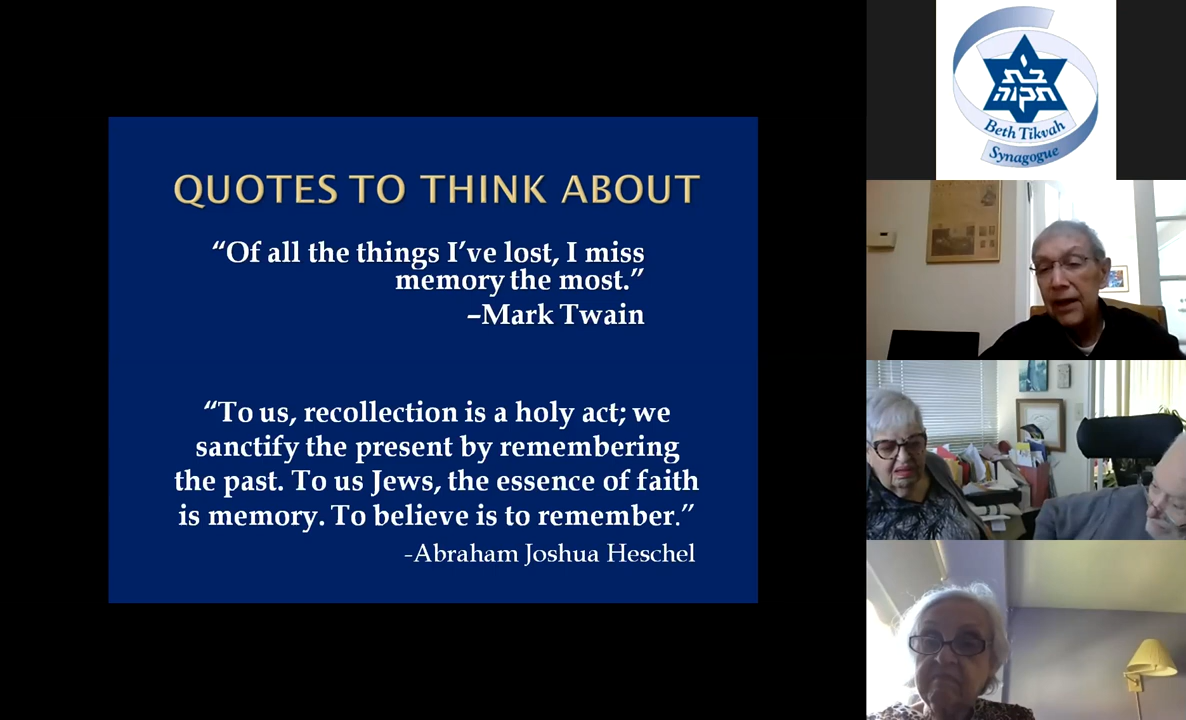 QUOTES TO THINK ABOUT
“Of all the things I’ve lost, I miss
memory the most.”
–Mark Twain
“To us, recollection is a holy act; we
sanctify the present by remembering
the past. To us Jews, the essence of faith
is memory. To believe is to remember.”
-Abraham Joshua Heschel
בת
תקוה
Beth Tikvah
Synagogue